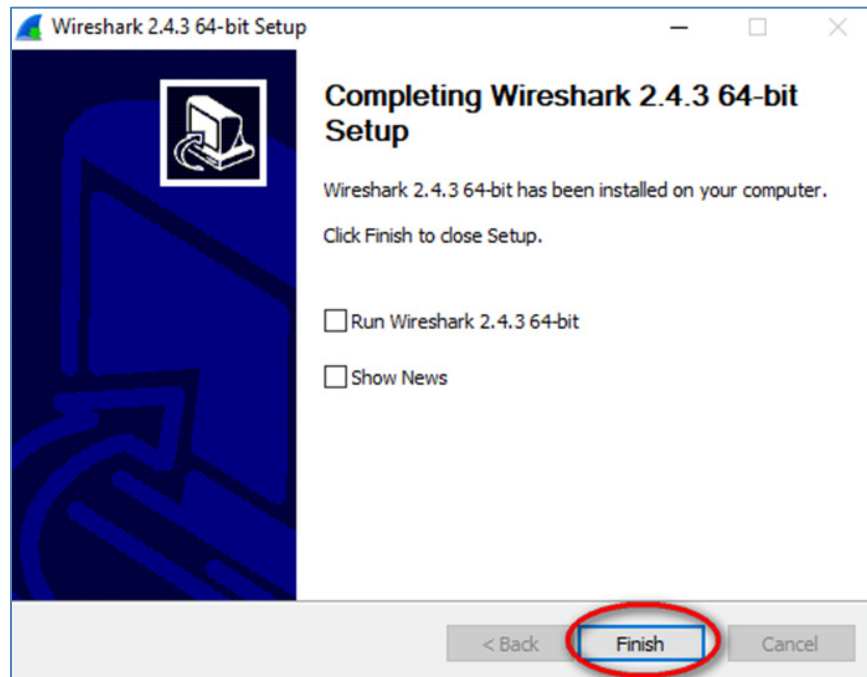 Wireshark 2.4.3 64-bit Setup
Completing Wireshark 2.4.3 64-bit
Setup
Wireshark 2.4.3 64-bit has been installed on your computer.
Click Finish to close Setup.
Run Wireshark 2.4.3 64-bit
Show News
< Back Finish Cancel